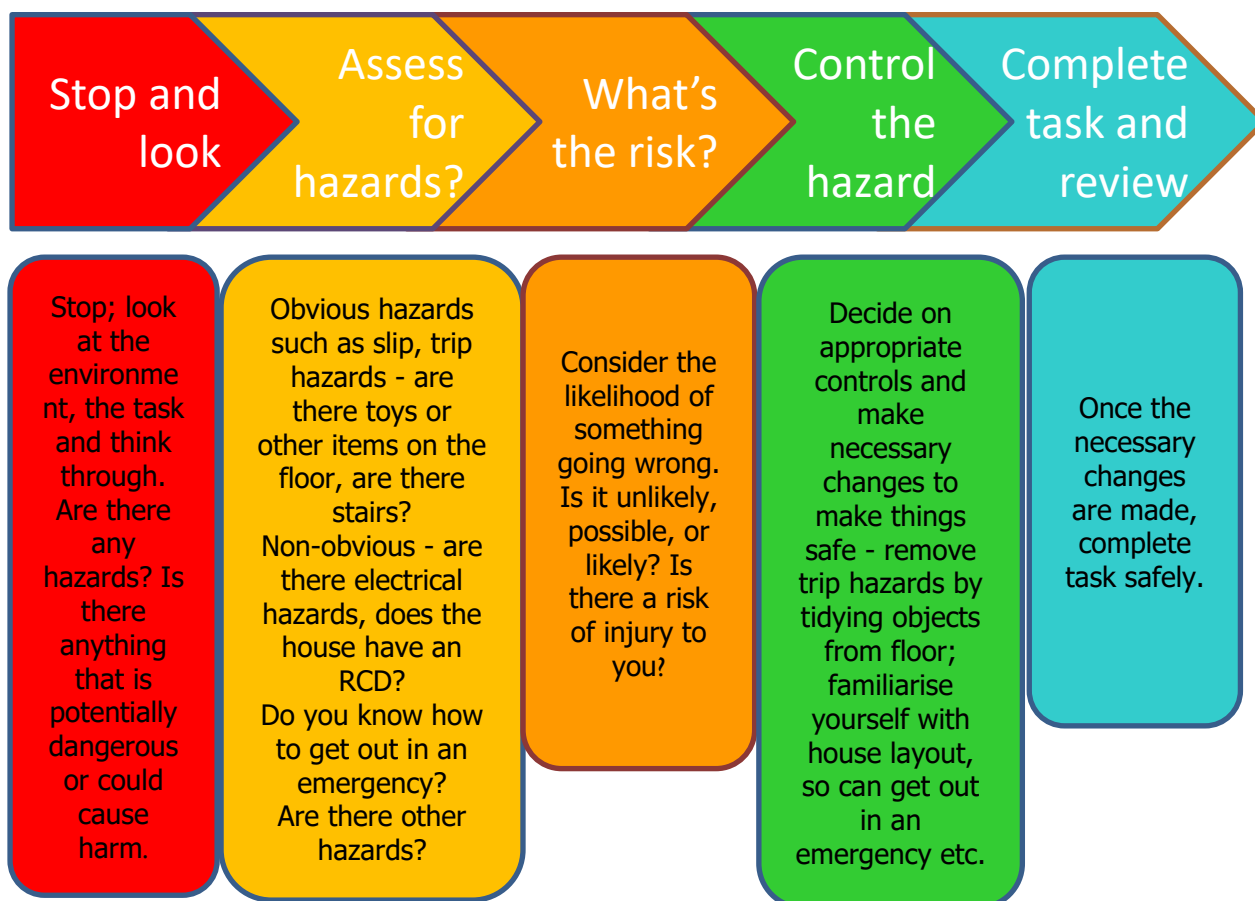 Stop and
look
Assess
for
hazards?
What’s
the risk?
Control
the
hazard
Complete
task and
review
Stop; look
at the
environme
nt, the task
and think
through.
Are there
any
hazards? Is
there
anything
that is
potentially
dangerous
or could
cause
harm.
Obvious hazards
such as slip, trip
hazards - are
there toys or
other items on the
floor, are there
stairs?
Non-obvious - are
there electrical
hazards, does the
house have an
RCD?
Do you know how
to get out in an
emergency?
Are there other
hazards?
Consider the
likelihood of
something
going wrong.
Is it unlikely,
possible, or
likely? Is
there a risk
of injury to
you?
Decide on
appropriate
controls and
make
necessary
changes to
make things
safe - remove
trip hazards by
tidying objects
from floor;
familiarise
yourself with
house layout,
so can get out
in an
emergency etc.
Once the
necessary
changes
are made,
complete
task safely.